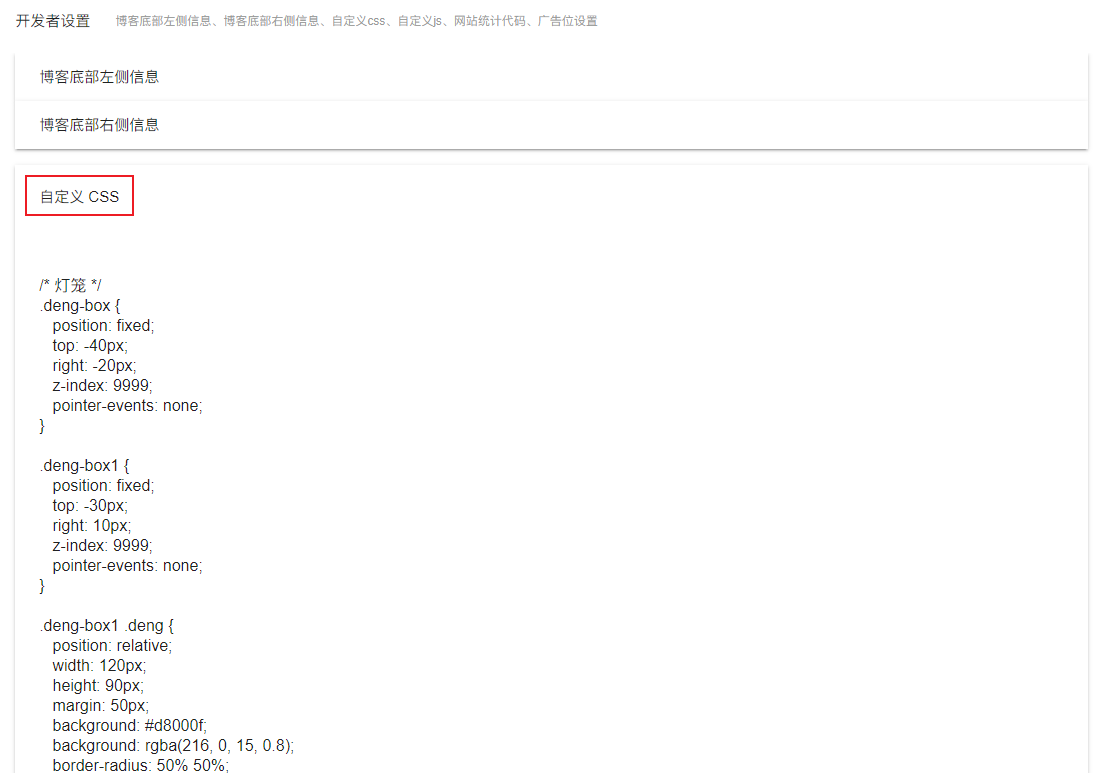 开发者设置 博客底部左侧信息、博客底部右侧信息、自定义css、自定义js、网站统计代码、广告位设置
博客底部左侧信息
博客底部右侧信息
自定义 CSS
/* 灯笼 */
.deng-box {
position: fixed;
top: -40px;
right: -20px;
z-index: 9999;
pointer-events: none;
}
.deng-box1 {
position: fixed;
top: -30px;
right: 10px;
z-index: 9999;
pointer-events: none;
}
.deng-box1 .deng {
position: relative;
width: 120px;
height: 90px;
margin: 50px;
background: #d8000f;
background: rgba(216, 0, 15, 0.8);
border-radius: 50% 50%;